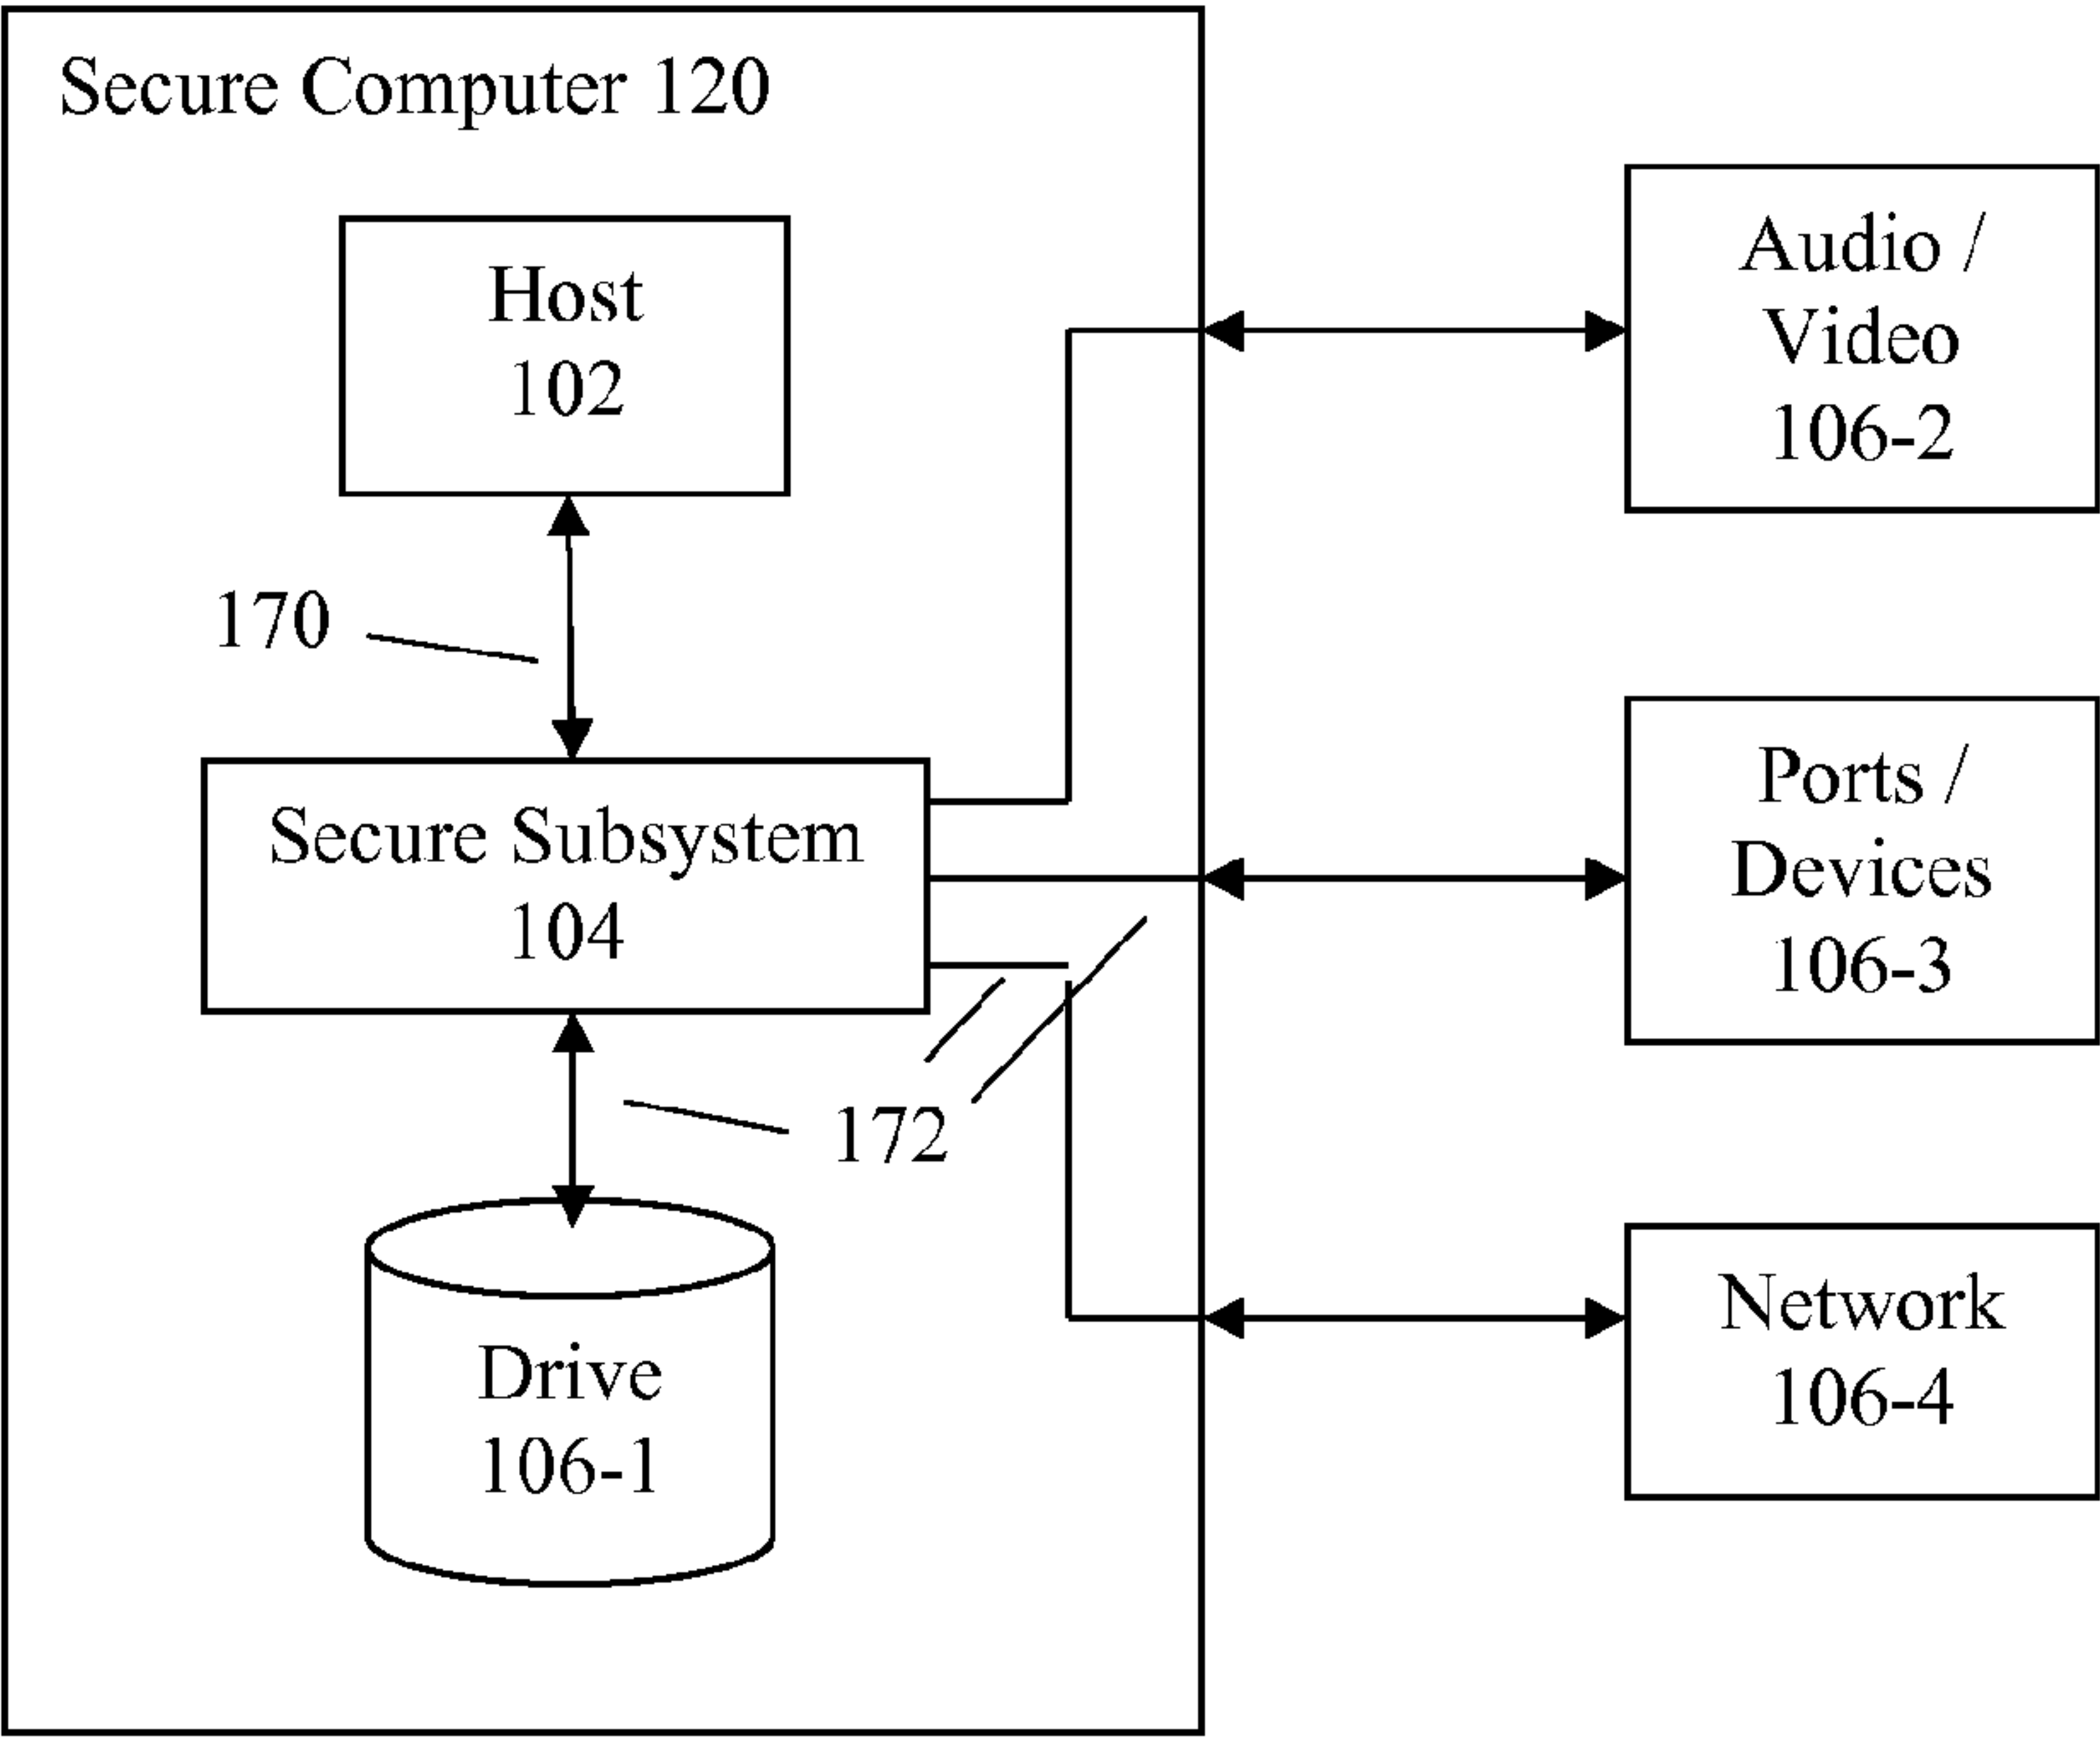 Secure Computer 120
Host
102
170
Secure Subsystem
104
172
Drive
106-1
Audio /
Video
106-2
Ports /
Devices
106-3
Network
106-4